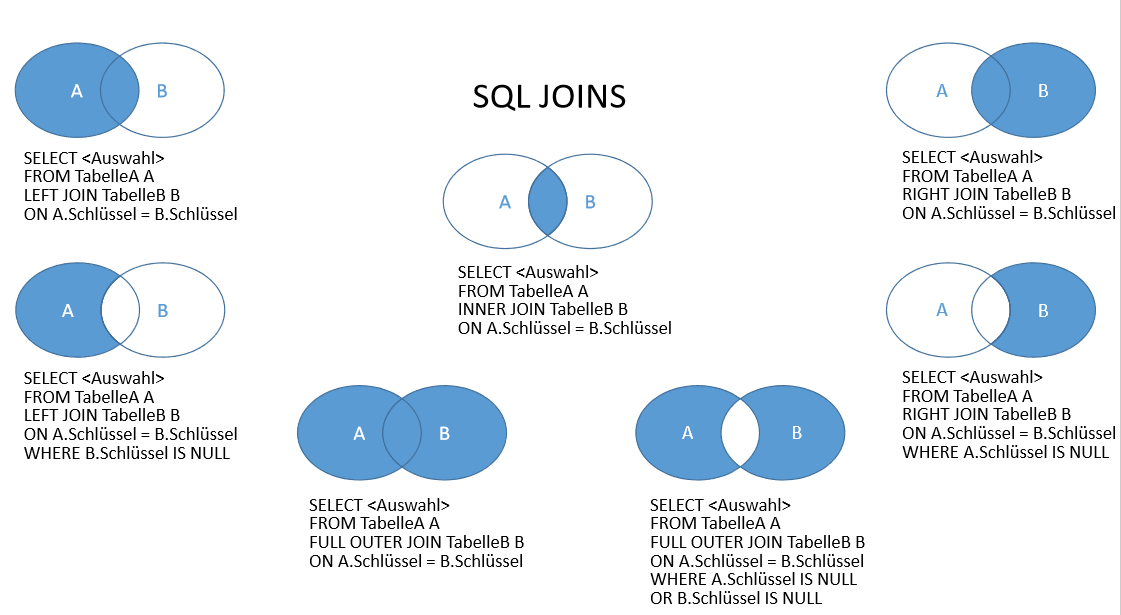 SQL JOINS
A B
SELECT <Auswahl>
FROM TabelleA A
LEFT JOIN TabelleB B
ON A.Schlüssel = B.Schlüssel
A B
SELECT <Auswahl>
FROM TabelleA A
LEFT JOIN TabelleB B
ON A.Schlüssel = B.Schlüssel
WHERE B.Schlüssel IS NULL
A B
SELECT <Auswahl>
FROM TabelleA A
INNER JOIN TabelleB B
ON A.Schlüssel = B.Schlüssel
A B
SELECT <Auswahl>
FROM TabelleA A
RIGHT JOIN TabelleB B
ON A.Schlüssel = B.Schlüssel
A B
SELECT <Auswahl>
FROM TabelleA A
RIGHT JOIN TabelleB B
ON A.Schlüssel = B.Schlüssel
WHERE A.Schlüssel IS NULL
A B
SELECT <Auswahl>
FROM TabelleA A
FULL OUTER JOIN TabelleB B
ON A.Schlüssel = B.Schlüssel
A B
SELECT <Auswahl>
FROM TabelleA A
FULL OUTER JOIN TabelleB B
ON A.Schlüssel = B.Schlüssel
WHERE A.Schlüssel IS NULL
OR B.Schlüssel IS NULL